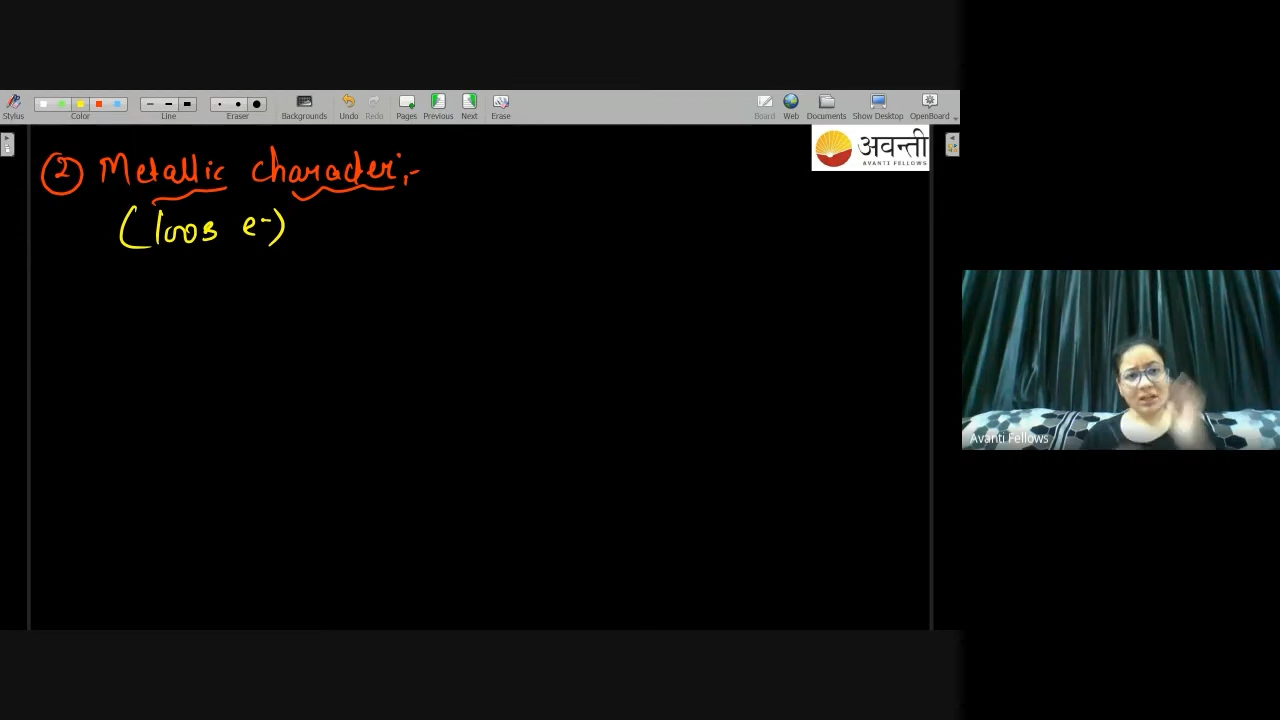 Stylus Color Line Eraser Backgrounds Undo Redo Pages Previous Next Erase Board Web Documents Show Desktop OpenBoard
② Metallic character:-
(loos e-)
अवन्ती
AVANTI FELLOWS
Avanti Fellows